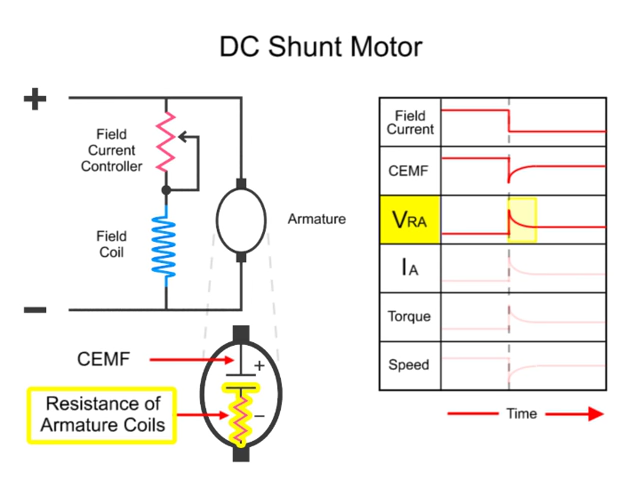 DC Shunt Motor
+
Field
Current
Controller
Field
Coil
Armature
−
CEMF
+
Resistance of
Armature Coils
−
Field
Current
CEMF
VRA
IA
Torque
Speed
Time